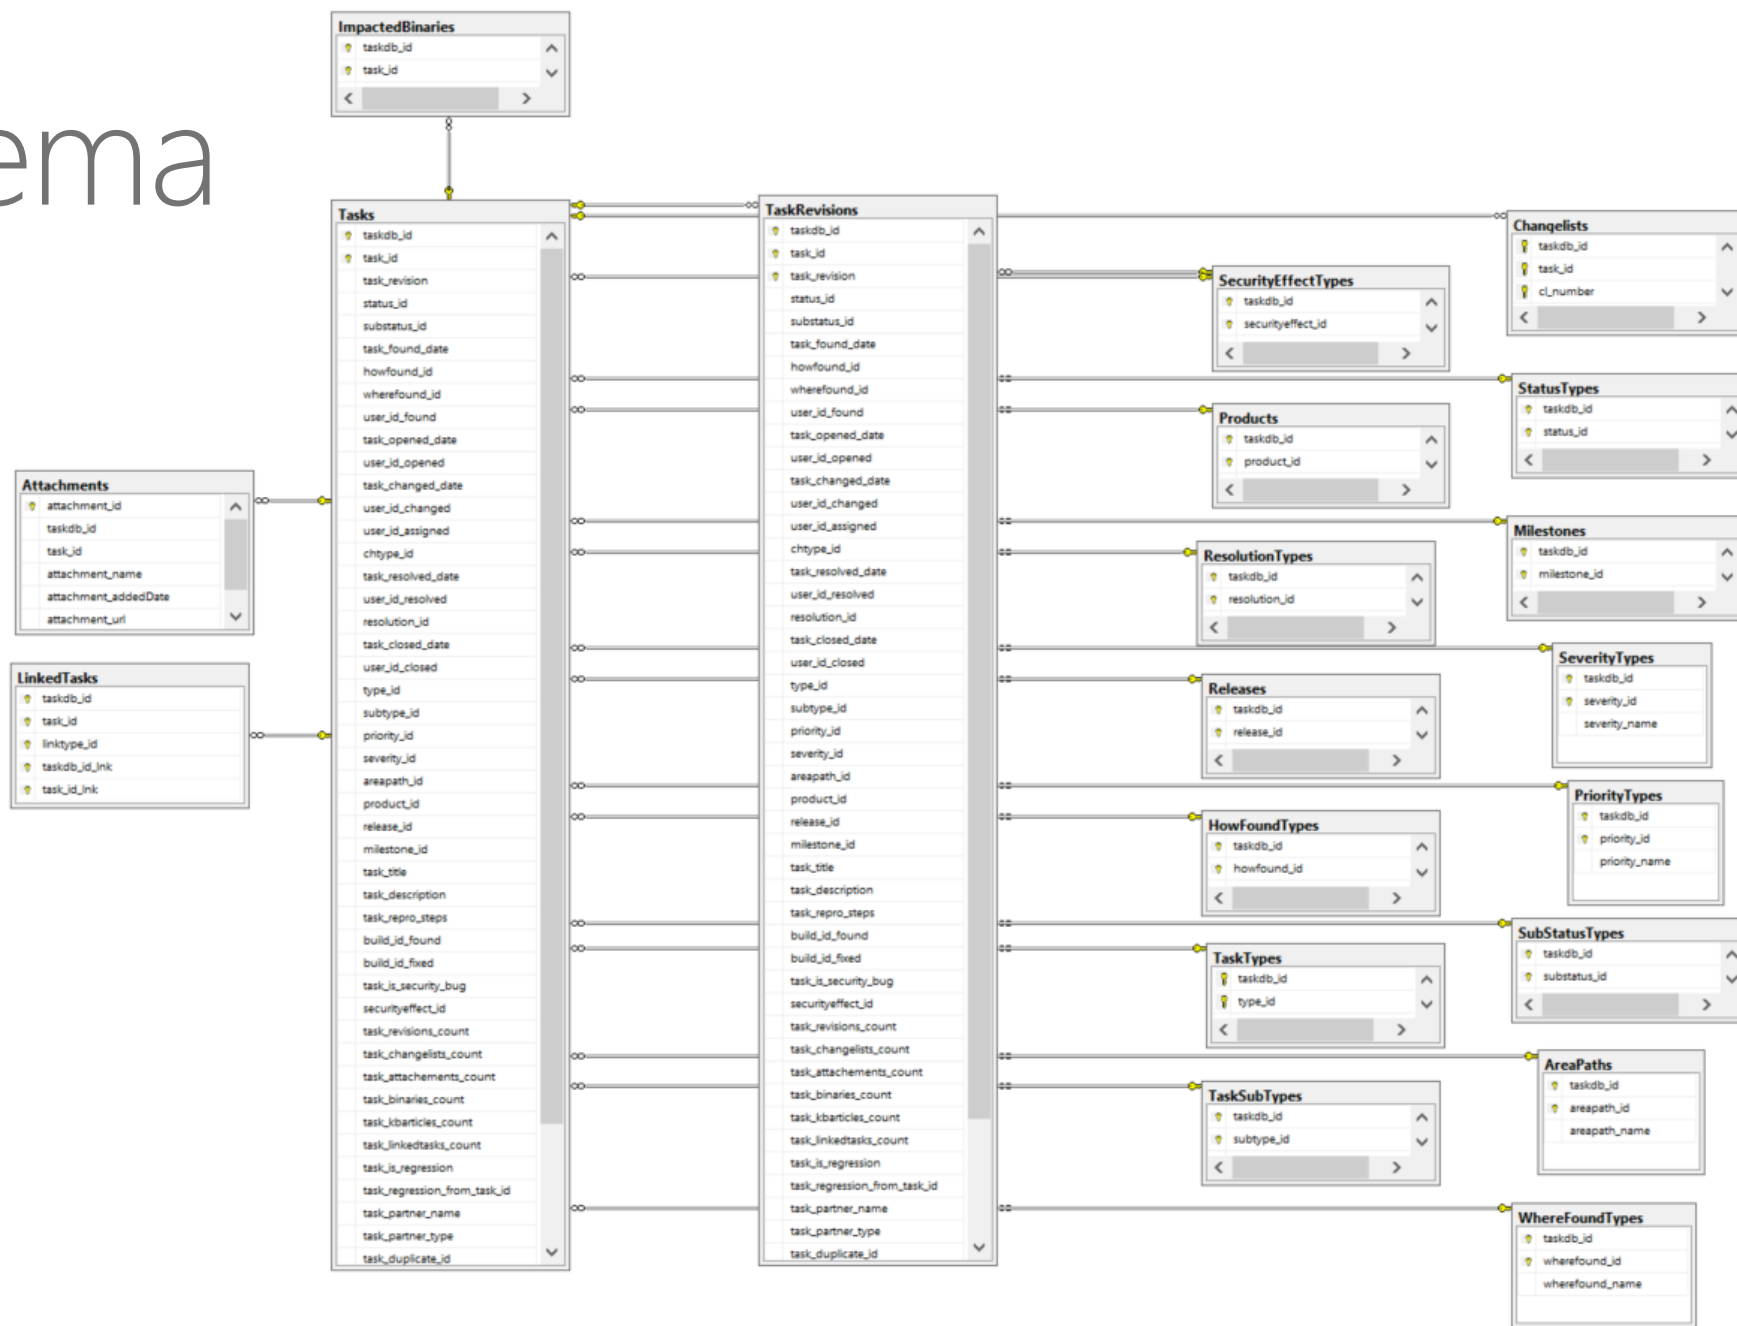 ema
ImpactedBinaries
taskdb_id
task_id
Tasks
taskdb_id
task_id
task_revision
status_id
substatus_id
task_found_date
howfound_id
wherefound_id
user_id_found
task_opened_date
user_id_opened
task_changed_date
user_id_changed
user_id_assigned
chtype_id
task_resolved_date
user_id_resolved
resolution_id
task_closed_date
user_id_closed
type_id
subtype_id
priority_id
severity_id
areapath_id
product_id
release_id
milestone_id
task_title
task_description
task_repro_steps
build_id_found
build_id_fixed
task_is_security_bug
securityeffect_id
task_revisions_count
task_changelists_count
task_attachements_count
task_binaries_count
task_kbarticles_count
task_linkedtasks_count
task_is_regression
task_regression_from_task_id
task_partner_name
task_partner_type
task_duplicate_id
Attachments
attachment_id
taskdb_id
task_id
attachment_name
attachment_addedDate
attachment_url
LinkedTasks
taskdb_id
task_id
linktype_id
taskdb_id_lnk
task_id_lnk
TaskRevisions
taskdb_id
task_id
task_revision
status_id
substatus_id
task_found_date
howfound_id
wherefound_id
user_id_found
task_opened_date
user_id_opened
task_changed_date
user_id_changed
user_id_assigned
chtype_id
task_resolved_date
user_id_resolved
resolution_id
task_closed_date
user_id_closed
type_id
subtype_id
priority_id
severity_id
areapath_id
product_id
release_id
milestone_id
task_title
task_description
task_repro_steps
build_id_found
build_id_fixed
task_is_security_bug
securityeffect_id
task_revisions_count
task_changelists_count
task_attachements_count
task_binaries_count
task_kbarticles_count
task_linkedtasks_count
task_is_regression
task_regression_from_task_id
task_partner_name
task_partner_type
task_duplicate_id
SecurityEffectTypes
taskdb_id
securityeffect_id
Products
taskdb_id
product_id
ResolutionTypes
taskdb_id
resolution_id
Releases
taskdb_id
release_id
HowFoundTypes
taskdb_id
howfound_id
TaskTypes
taskdb_id
type_id
TaskSubTypes
taskdb_id
subtype_id
Changelists
taskdb_id
task_id
cl_number
StatusTypes
taskdb_id
status_id
Milestones
taskdb_id
milestone_id
SeverityTypes
taskdb_id
severity_id
severity_name
PriorityTypes
taskdb_id
priority_id
priority_name
SubStatusTypes
taskdb_id
substatus_id
AreaPaths
taskdb_id
areapath_id
areapath_name
WhereFoundTypes
taskdb_id
wherefound_id
wherefound_name